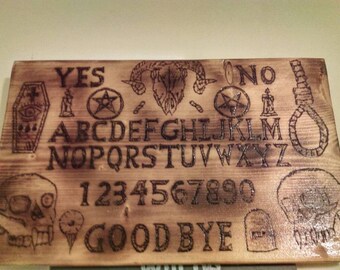 YES NO
ABCDEFGHIJKLM
NOPQRSTUVWXYZ
1234567890
GOODBYE